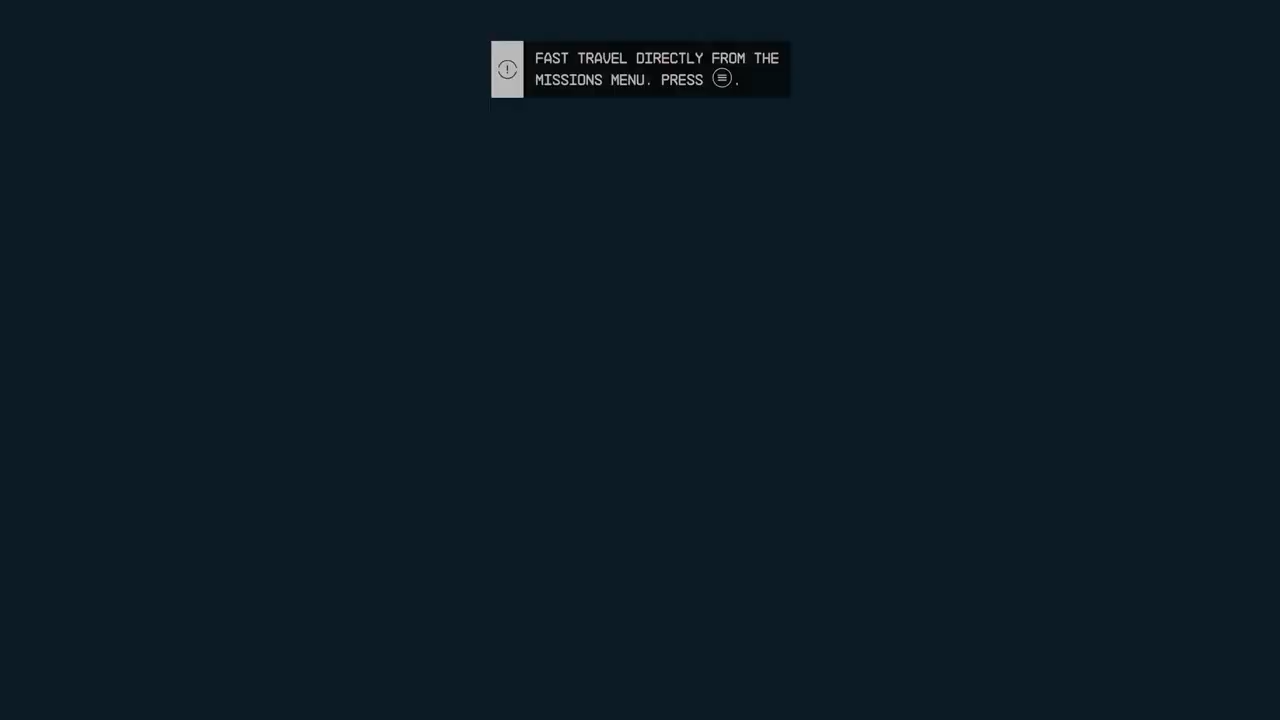 FAST TRAVEL DIRECTLY FROM THE
MISSIONS MENU. PRESS .